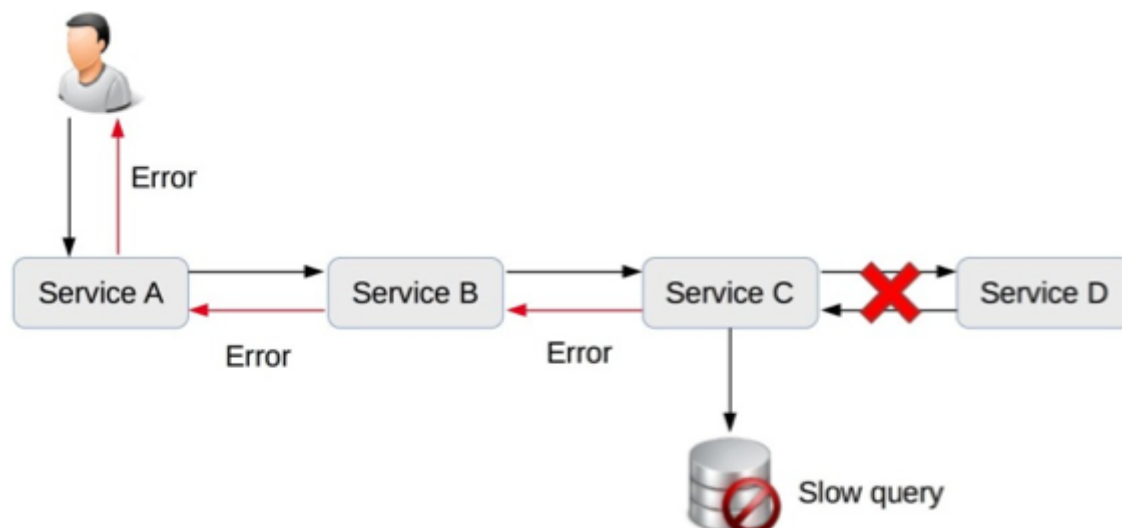 Error
Service A
Service B
Service C
Service D
Error
Error
Slow query